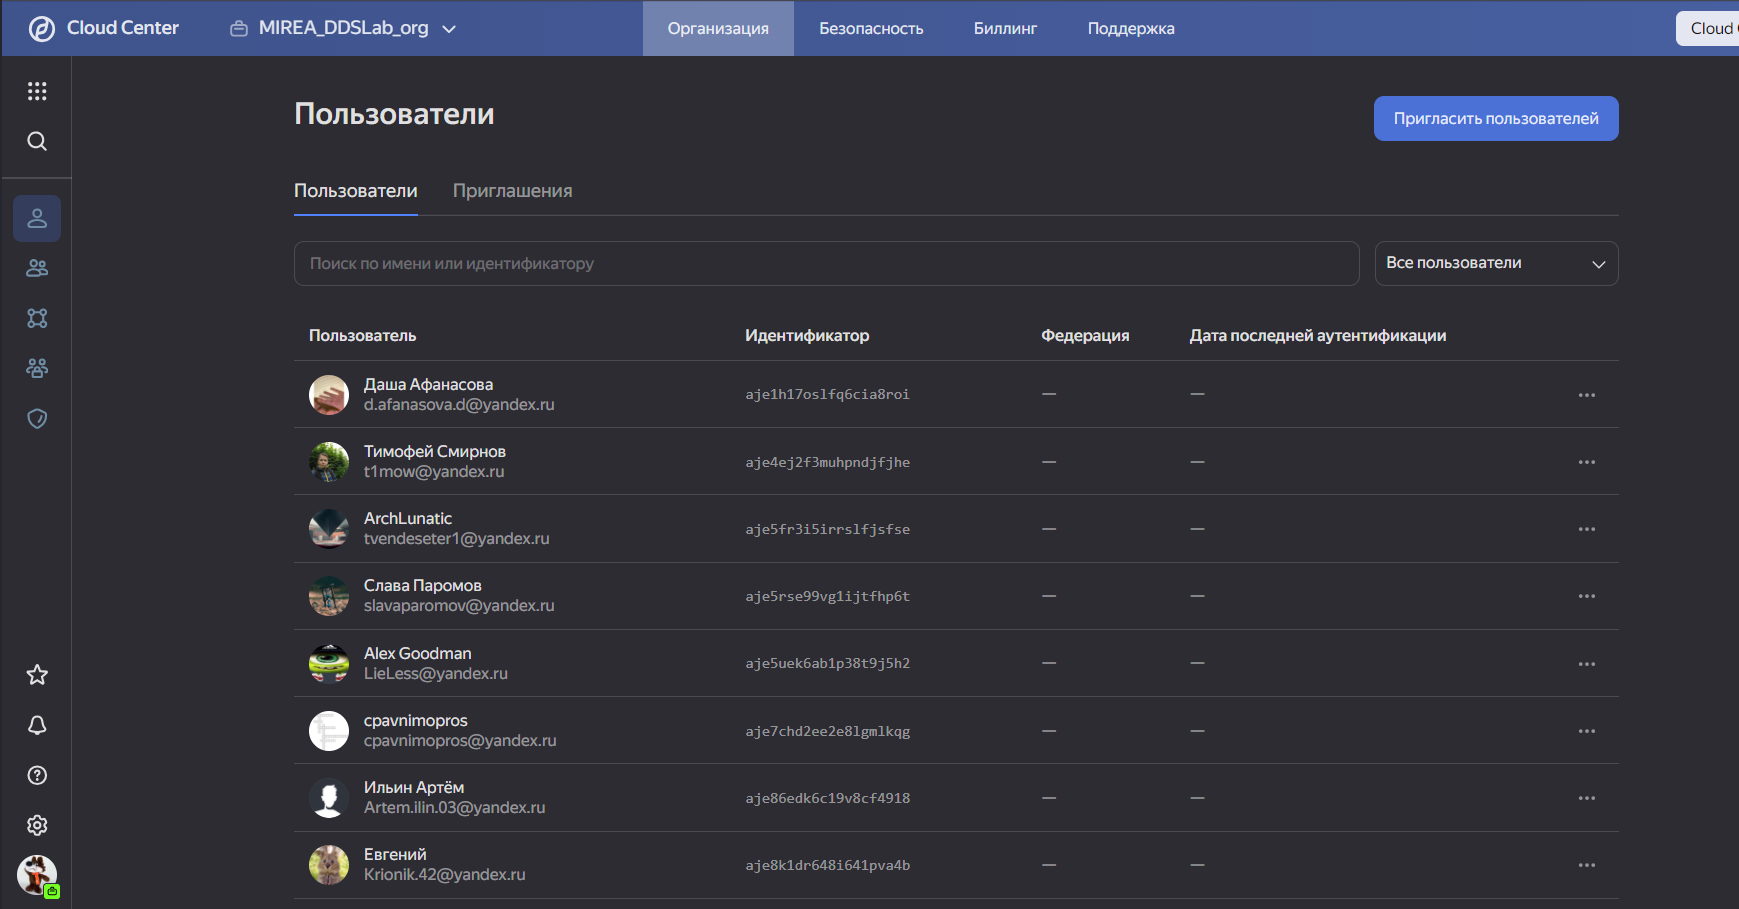 Cloud Center
MIREA_DDSLab_org
Организация
Безопасность
Биллинг
Поддержка
Cloud
Пользователи
Пригласить пользователей
Пользователи
Приглашения
Поиск по имени или идентификатору
Все пользователи
Пользователь Идентификатор Федерация Дата последней аутентификации
Даша Афанасова
d.afanasova.d@yandex.ru
aje1h17oslfq6cia8roi — —
Тимофей Смирнов
t1mow@yandex.ru
aje4ej2f3muhpndjfjhe — —
ArchLunatic
tvendeseter1@yandex.ru
aje5fr3i5irrslfjsfse — —
Слава Паромов
slavaparomov@yandex.ru
aje5rse99vg1ijtfhp6t — —
Alex Goodman
LieLess@yandex.ru
aje5uek6ab1p38t9j5h2 — —
cpavnimopros
cpavnimopros@yandex.ru
aje7chd2ee2e8lgmlkqg — —
Ильин Артём
Artem.ilin.03@yandex.ru
aje86edk6c19v8cf4918 — —
Евгений
Krionik.42@yandex.ru
aje8k1dr648i641pva4b — —